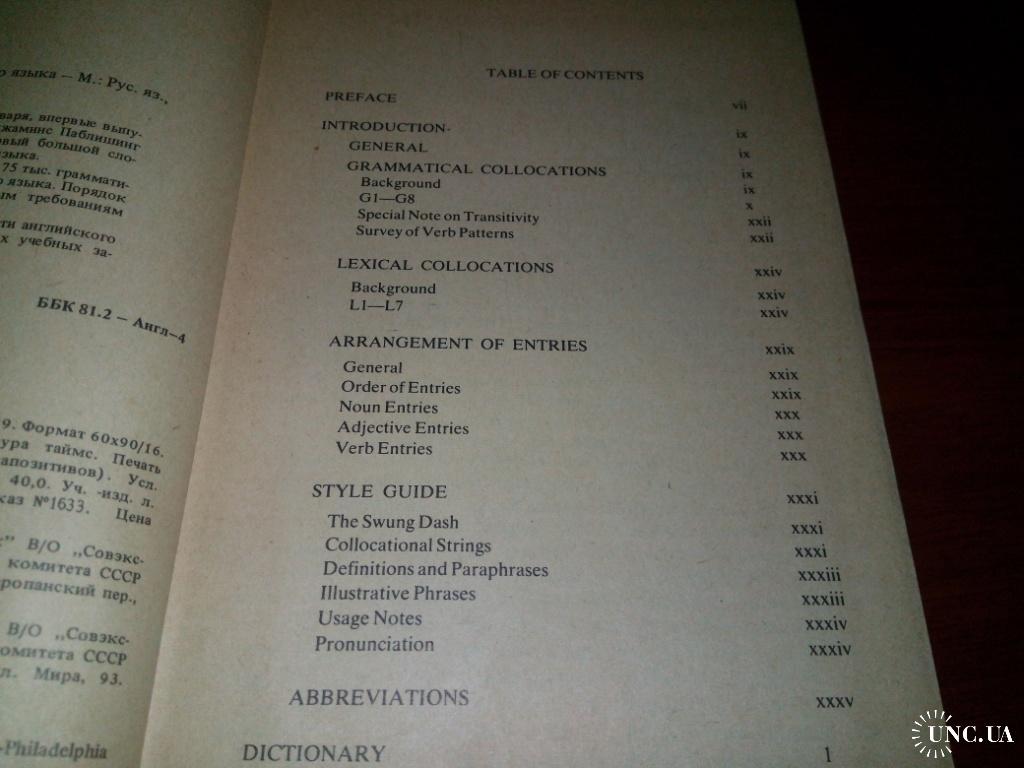 о языка – М.: Рус. яз.,
варя, впервые выпу-
жаминс Паблишинг
вый большой сло-
зыка.
75 тыс. граммати-
о языка. Порядок
ым требованиям
ти английского
х учебных за-
ББК 81.2 – Англ–4
9. Формат 60x90/16.
ура таймс. Печать
апозитивов). Усл.
40,0. Уч. -изд. л.
каз №1633. Цена
” В/О „Совэкс-
комитета СССР
ропанский пер.,
В/О „Совэкс-
комитета СССР
л. Мира, 93.
-Philadelphia
TABLE OF CONTENTS
PREFACE vii
INTRODUCTION- ix
GENERAL ix
GRAMMATICAL COLLOCATIONS ix
Background ix
G1—G8 x
Special Note on Transitivity xxii
Survey of Verb Patterns xxii
LEXICAL COLLOCATIONS xxiv
Background xxiv
L1—L7 xxiv
ARRANGEMENT OF ENTRIES xxix
General xxix
Order of Entries xxix
Noun Entries xxx
Adjective Entries xxx
Verb Entries xxx
STYLE GUIDE xxxi
The Swung Dash xxxi
Collocational Strings xxxi
Definitions and Paraphrases xxxiii
Illustrative Phrases xxxiii
Usage Notes xxxiv
Pronunciation xxxiv
ABBREVIATIONS xxxv
DICTIONARY 1
UNC.UA